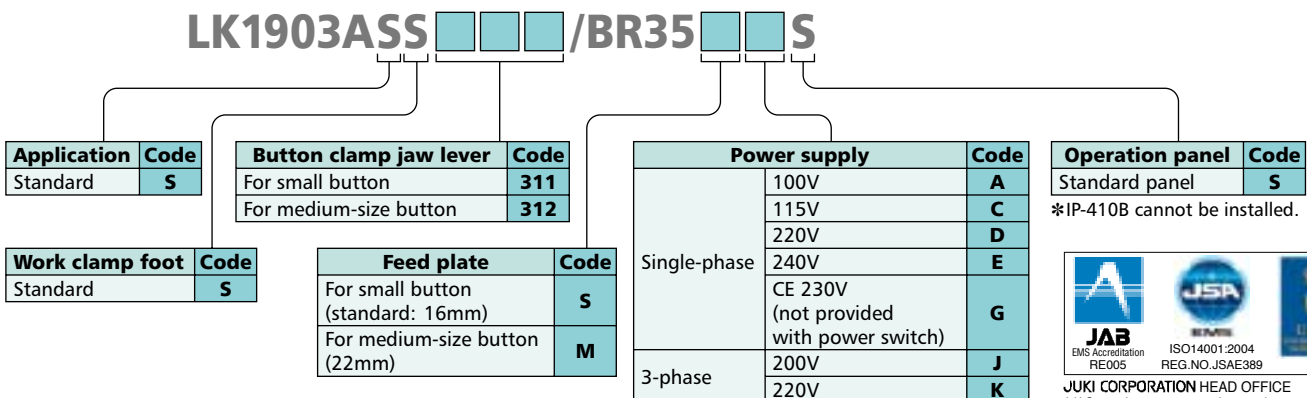 LK1903ASS□□□/BR35□□S
Application Code
Standard S
Work clamp foot Code
Standard S
Button clamp jaw lever Code
For small button 311
For medium-size button 312
Feed plate Code
For small button
(standard: 16mm) S
For medium-size button
(22mm) M
Power supply Code
Single-phase
100V A
115V C
220V D
240V E
CE 230V
(not provided
with power switch) G
3-phase
200V J
220V K
Operation panel Code
Standard panel S
✻IP-410B cannot be installed.
JAB
EMS Accreditation
RE005
JSA
EMS
ISO14001:2004
REG.NO.JSAE389
JUKI CORPORATION HEAD OFFICE